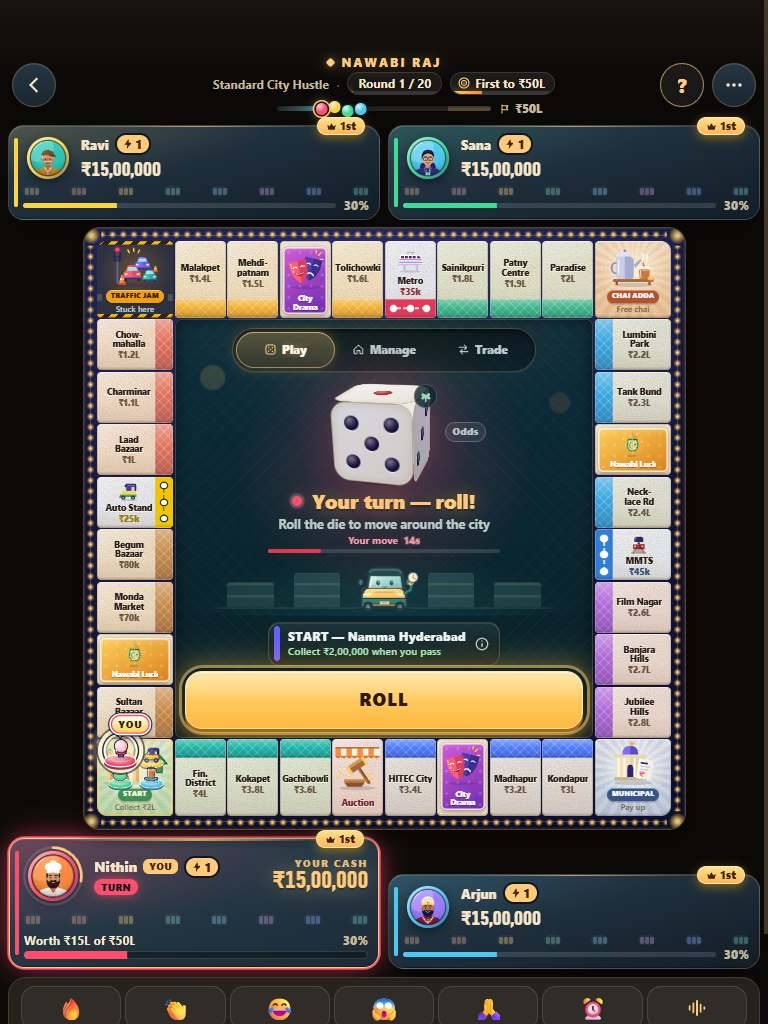 NAWABI RAJ
Standard City Hustle · Round 1 / 20 First to ₹50L
₹50L
1st
1st
Ravi 1
₹15,00,000
30%
Sana 1
₹15,00,000
30%
TRAFFIC JAM
Stuck here
Malakpet
₹1.4L
Mehdi-
patnam
₹1.5L
City
Drama
Tolichowki
₹1.6L
Metro
₹35k
Sainikpuri
₹1.8L
Patny
Centre
₹1.9L
Paradise
₹2L
CHAI ADDA
Free chai
Chow-
mahalla
₹1.2L
Charminar
₹1.1L
Laad
Bazaar
₹1L
Auto Stand
₹25k
Begum
Bazaar
₹80k
Monda
Market
₹70k
Nawabi Luck
Sultan
Bazaar
YOU
START
Collect ₹2L
Play
Manage
Trade
Odds
Your turn — roll!
Roll the die to move around the city
Your move 14s
START — Namma Hyderabad
Collect ₹2,00,000 when you pass
ROLL
Lumbini
Park
₹2.2L
Tank Bund
₹2.3L
Nawabi Luck
Neck-
lace Rd
₹2.4L
MMTS
₹45k
Film Nagar
₹2.6L
Banjara
Hills
₹2.7L
Jubilee
Hills
₹2.8L
Fin.
District
₹4L
Kokapet
₹3.8L
Gachibowli
₹3.6L
Auction
HITEC City
₹3.4L
City
Drama
Madhapur
₹3.2L
Kondapur
₹3L
MUNICIPAL
Pay up
1st
Nithin YOU 1
TURN
YOUR CASH
₹15,00,000
Worth ₹15L of ₹50L
30%
1st
Arjun 1
₹15,00,000
30%